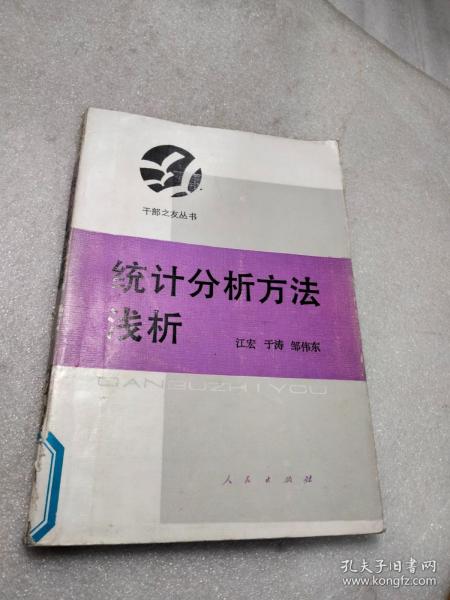 干部之友丛书
统计分析方法
浅析
江宏 于涛 邹伟东
GANBUZHIYOU
人民出版社
孔夫子旧书网
www.kongfz.com